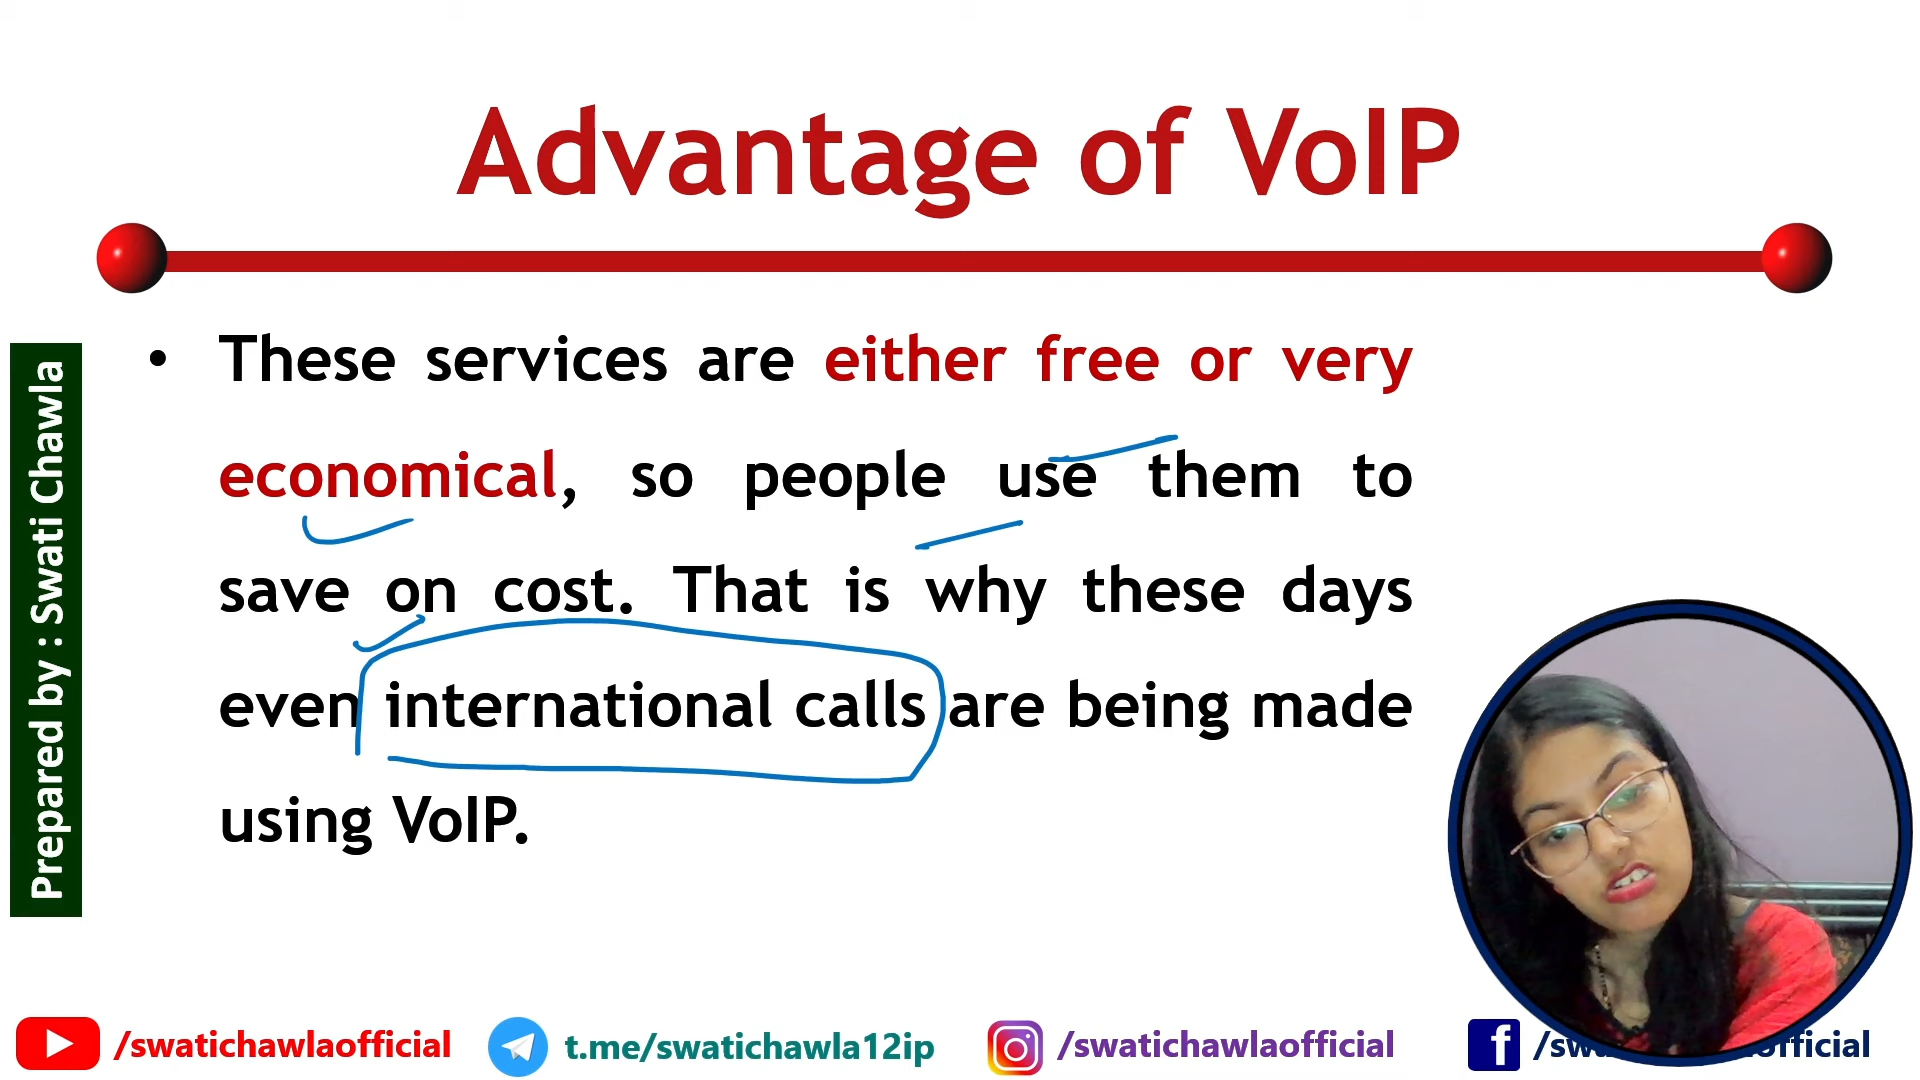 Advantage of VoIP
• These services are either free or very
economical, so people use them to
save on cost. That is why these days
even international calls are being made
using VoIP.
Prepared by : Swati Chawla
/swatichawlaofficial
t.me/swatichawla12ip
/swatichawlaofficial